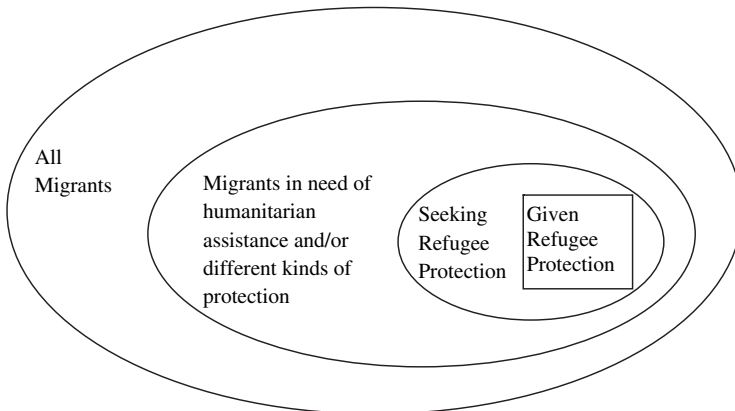 All
Migrants
Migrants in need of
humanitarian
assistance and/or
different kinds of
protection
Seeking
Refugee
Protection
Given
Refugee
Protection